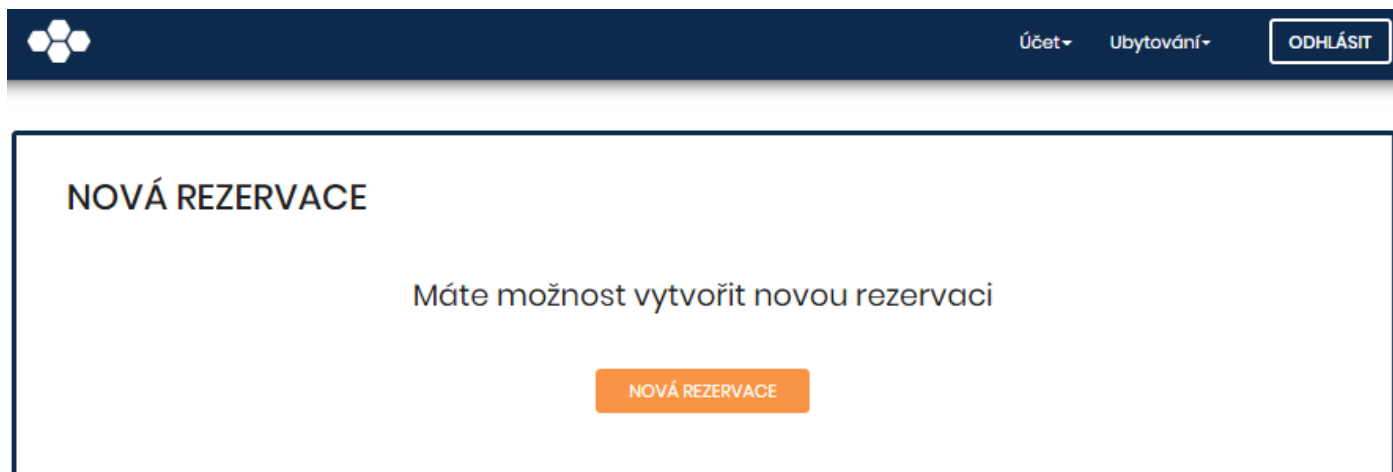 Účet Ubytování ODHLÁSIT
NOVÁ REZERVACE
Máte možnost vytvořit novou rezervaci
NOVÁ REZERVACE